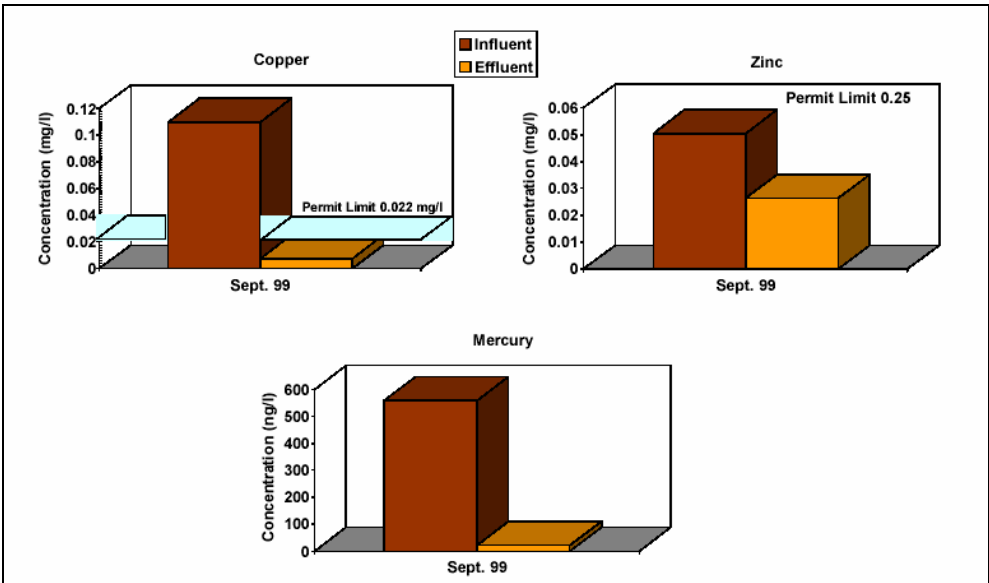 Influent
Effluent
Copper
Concentration (mg/l)
0.12
0.1
0.08
0.06
0.04
0.02
0
Permit Limit 0.022 mg/l
Sept. 99
Zinc
Concentration (mg/l)
0.06
0.05
0.04
0.03
0.02
0.01
0
Permit Limit 0.25
Sept. 99
Mercury
Concentration (ng/l)
600
500
400
300
200
100
0
Sept. 99